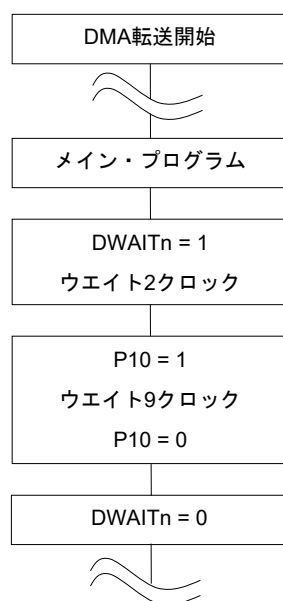 DMA転送開始
メイン・プログラム
DWAITn = 1
ウエイト2クロック
P10 = 1
ウエイト9クロック
P10 = 0
DWAITn = 0